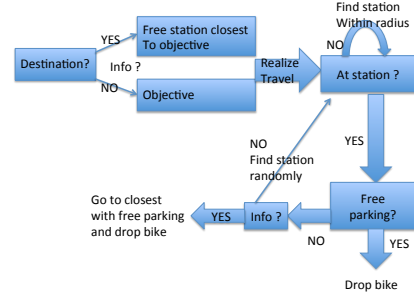 Find station
Within radius
YES
Free station closest
To objective
NO
Destination?
Info ?
Realize
Travel
At station ?
NO
Objective
YES
NO
Find station
randomly
Go to closest
with free parking
and drop bike
YES
Info ?
Free
parking?
NO
YES
Drop bike